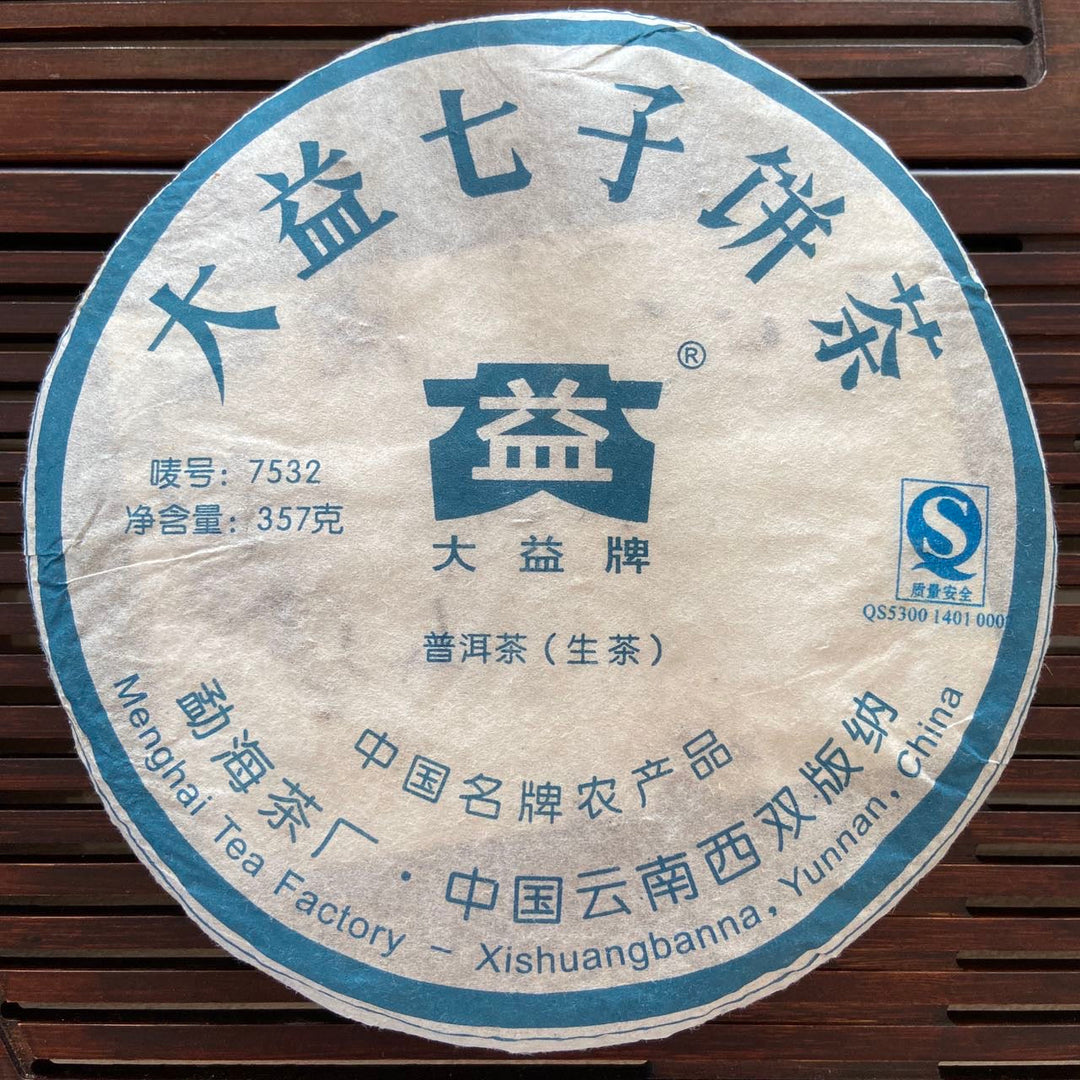 大益七子饼茶
益
®
唛号：7532
净含量：357克
大益牌
质量安全
QS5300 1401 000
普洱茶（生茶）
中国名牌农产品
勐海茶厂·中国云南西双版纳
Menghai Tea Factory – Xishuangbanna, Yunnan, China